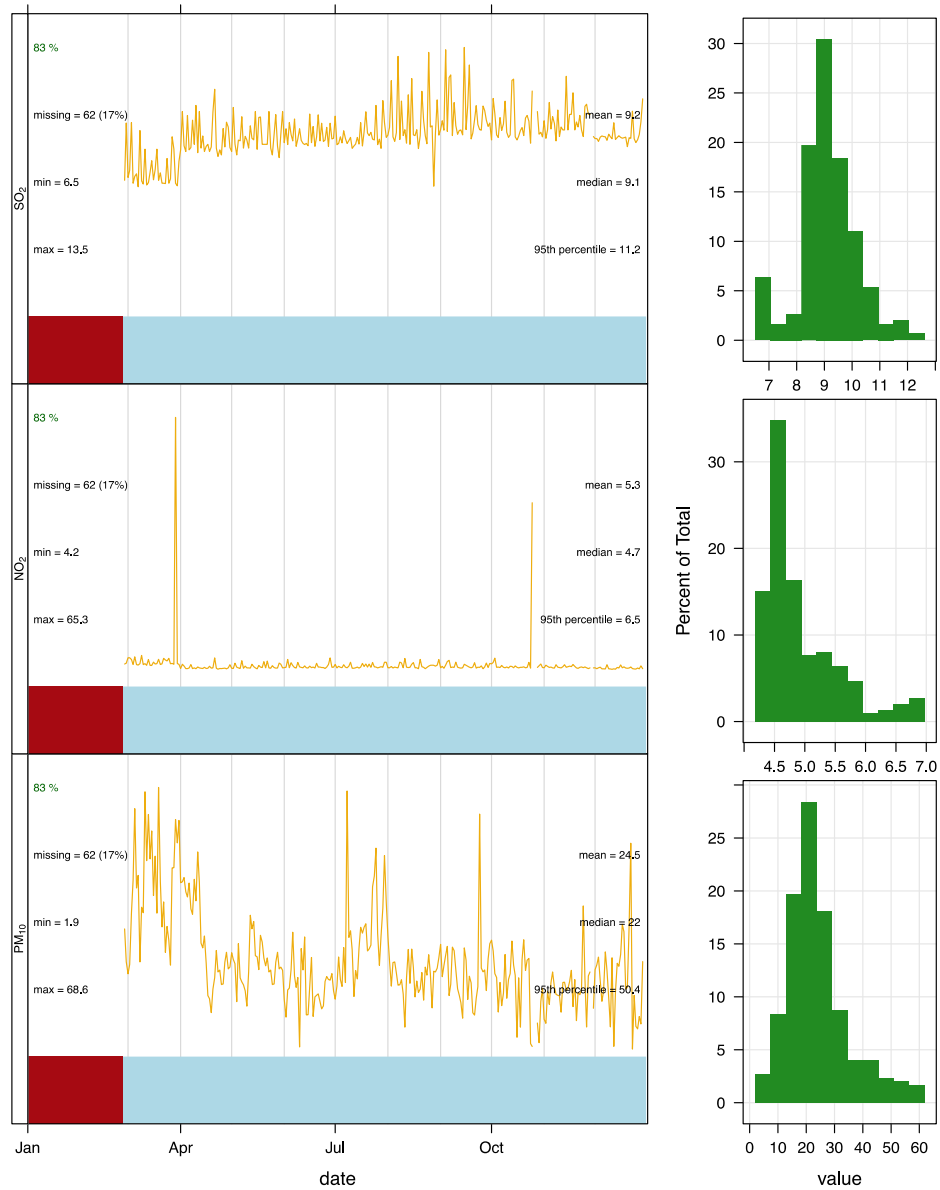 SO2
83 %
missing = 62 (17%)
min = 6.5
max = 13.5
mean = 9.2
median = 9.1
95th percentile = 11.2
NO2
83 %
missing = 62 (17%)
min = 4.2
max = 65.3
mean = 5.3
median = 4.7
95th percentile = 6.5
PM10
83 %
missing = 62 (17%)
min = 1.9
max = 68.6
mean = 24.5
median = 22
95th percentile = 50.4
Jan Apr Jul Oct
date
30
25
20
15
10
5
0
7 8 9 10 11 12
Percent of Total
30
20
10
0
4.5 5.0 5.5 6.0 6.5 7.0
25
20
15
10
5
0
0 10 20 30 40 50 60
value